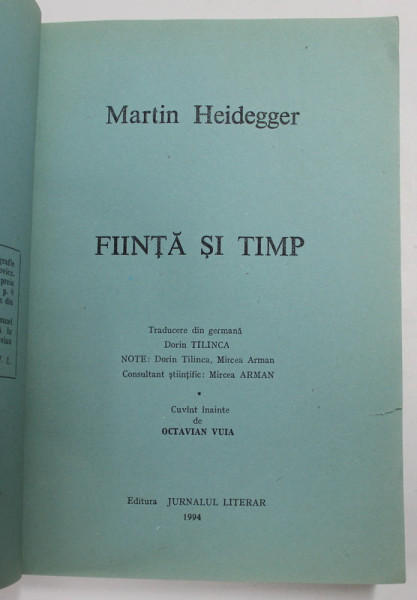 Martin Heidegger
FIINȚĂ ȘI TIMP
Traducere din germană
Dorin TILINCA
NOTE: Dorin Tilinca, Mircea Arman
Consultant științific: Mircea ARMAN
•
Cuvînt înainte
de
OCTAVIAN VUIA
Editura JURNALUL LITERAR
1994